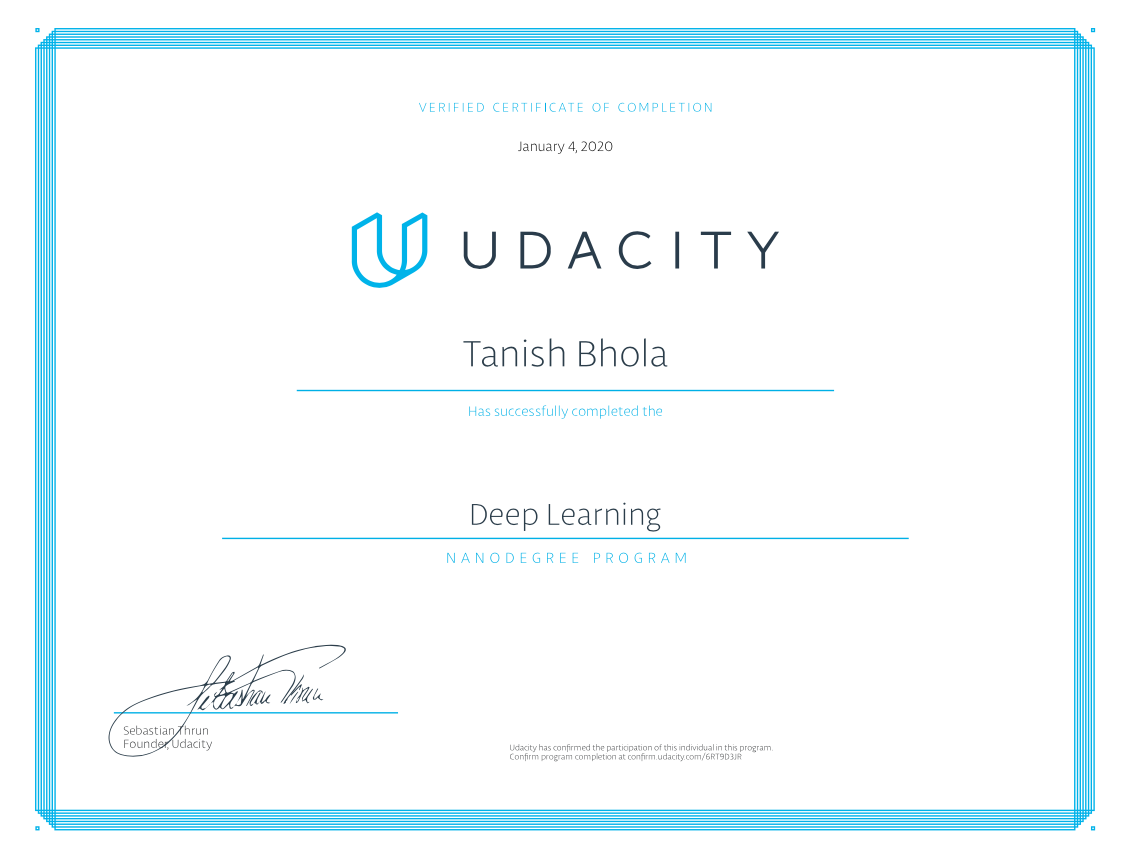 VERIFIED CERTIFICATE OF COMPLETION
January 4, 2020
UDACITY
Tanish Bhola
Has successfully completed the
Deep Learning
NANODEGREE PROGRAM
Sebastian Thrun
Sebastian Thrun
Founder, Udacity
Udacity has confirmed the participation of this individual in this program.
Confirm program completion at confirm.udacity.com/6RT9D3JR